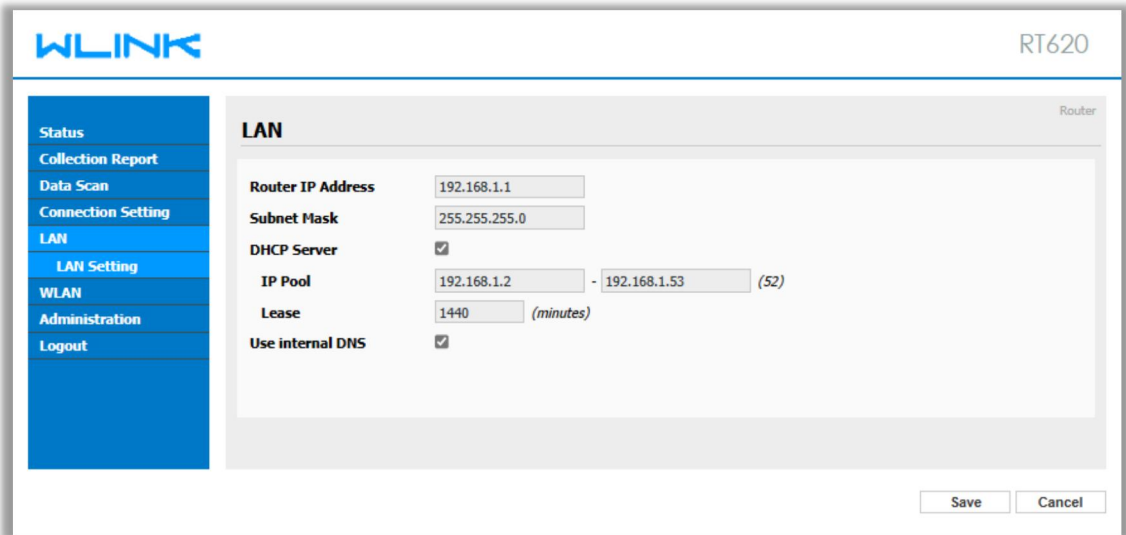 WLINK
RT620
Status
Collection Report
Data Scan
Connection Setting
LAN
LAN Setting
WLAN
Administration
Logout
Router
LAN
Router IP Address 192.168.1.1
Subnet Mask 255.255.255.0
DHCP Server
IP Pool 192.168.1.2 - 192.168.1.53 (52)
Lease 1440 (minutes)
Use internal DNS
Save Cancel